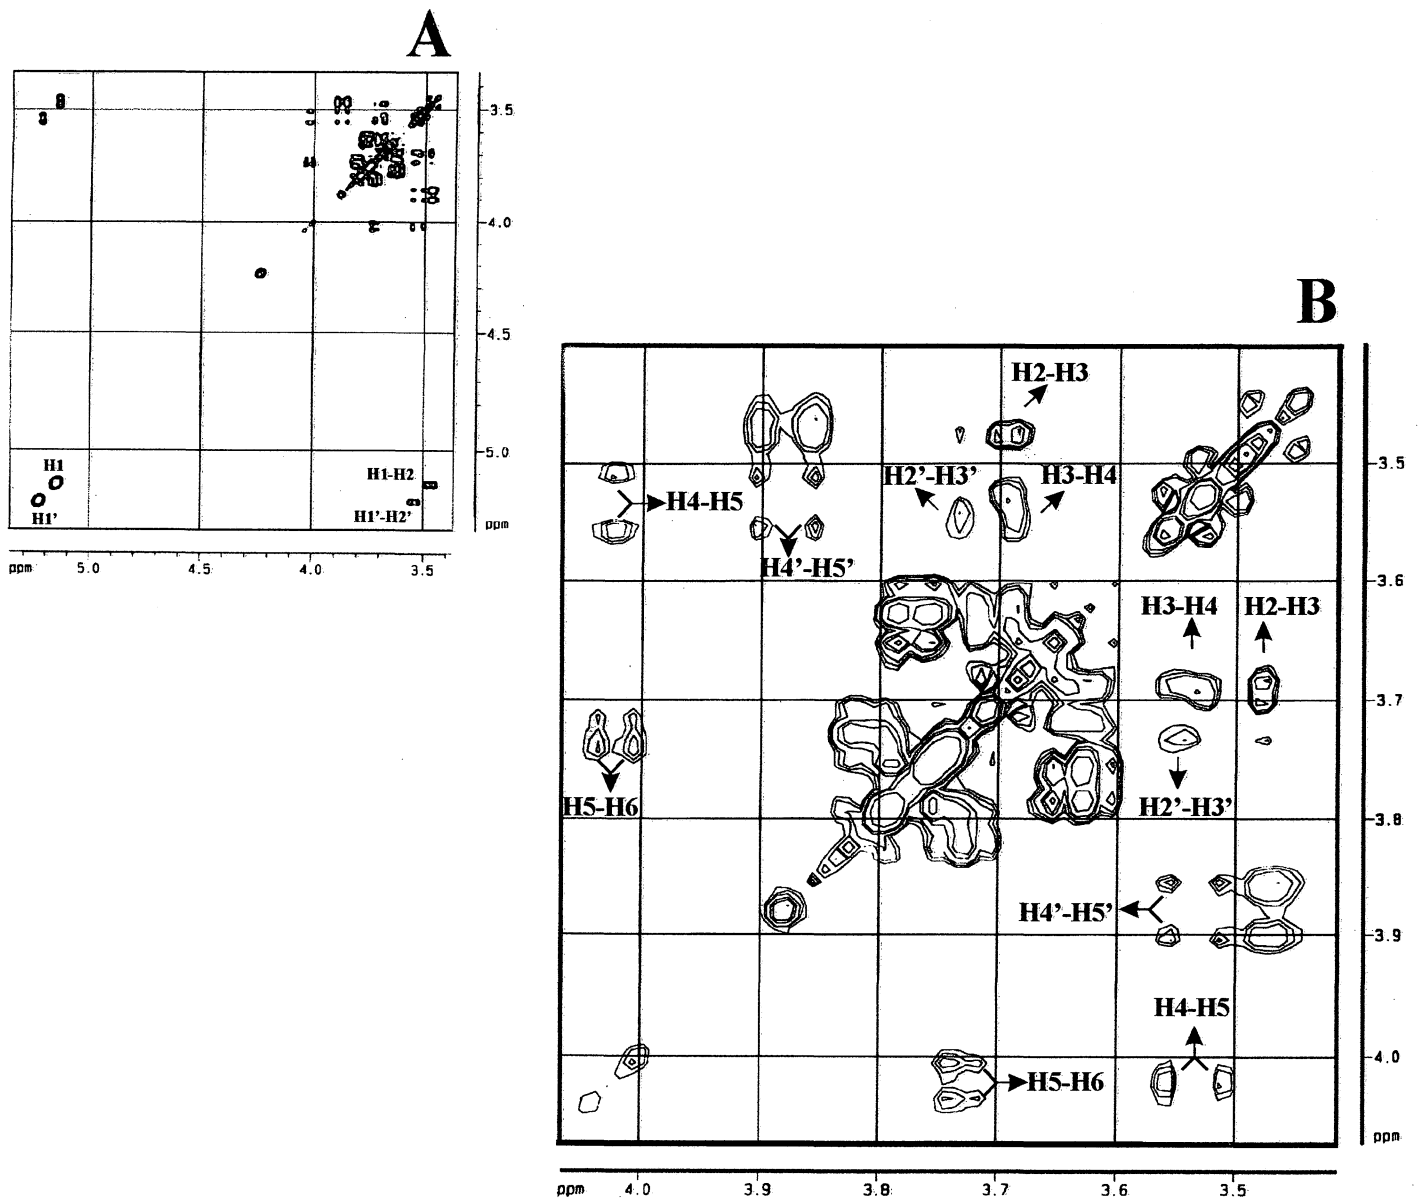 A
3.5
4.0
4.5
5.0
ppm
H1
H1'
H1-H2
H1'-H2'
ppm 5.0 4.5 4.0 3.5
B
H2-H3
H2'-H3'
H3-H4
H4-H5
H4'-H5'
H3-H4
H2-H3
H5-H6
H2'-H3'
H4'-H5'
H4-H5
H5-H6
3.5
3.6
3.7
3.8
3.9
4.0
ppm
ppm 4.0 3.9 3.8 3.7 3.6 3.5